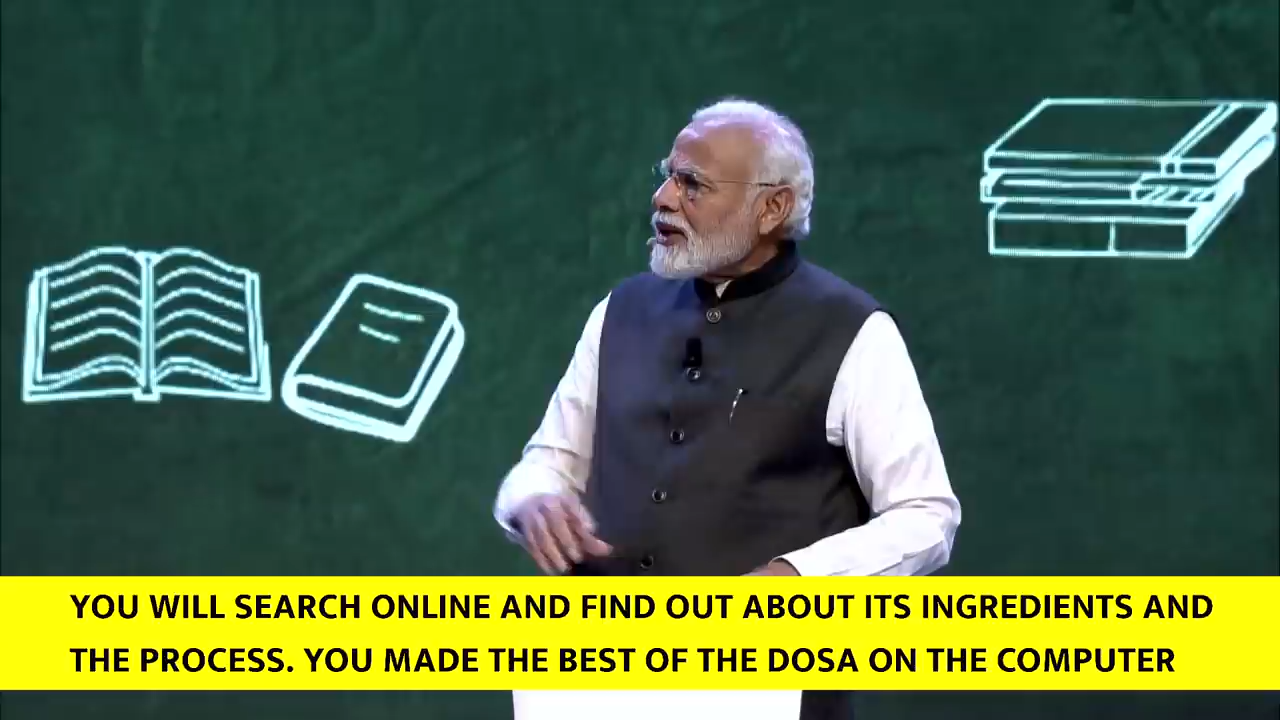 YOU WILL SEARCH ONLINE AND FIND OUT ABOUT ITS INGREDIENTS AND
THE PROCESS. YOU MADE THE BEST OF THE DOSA ON THE COMPUTER